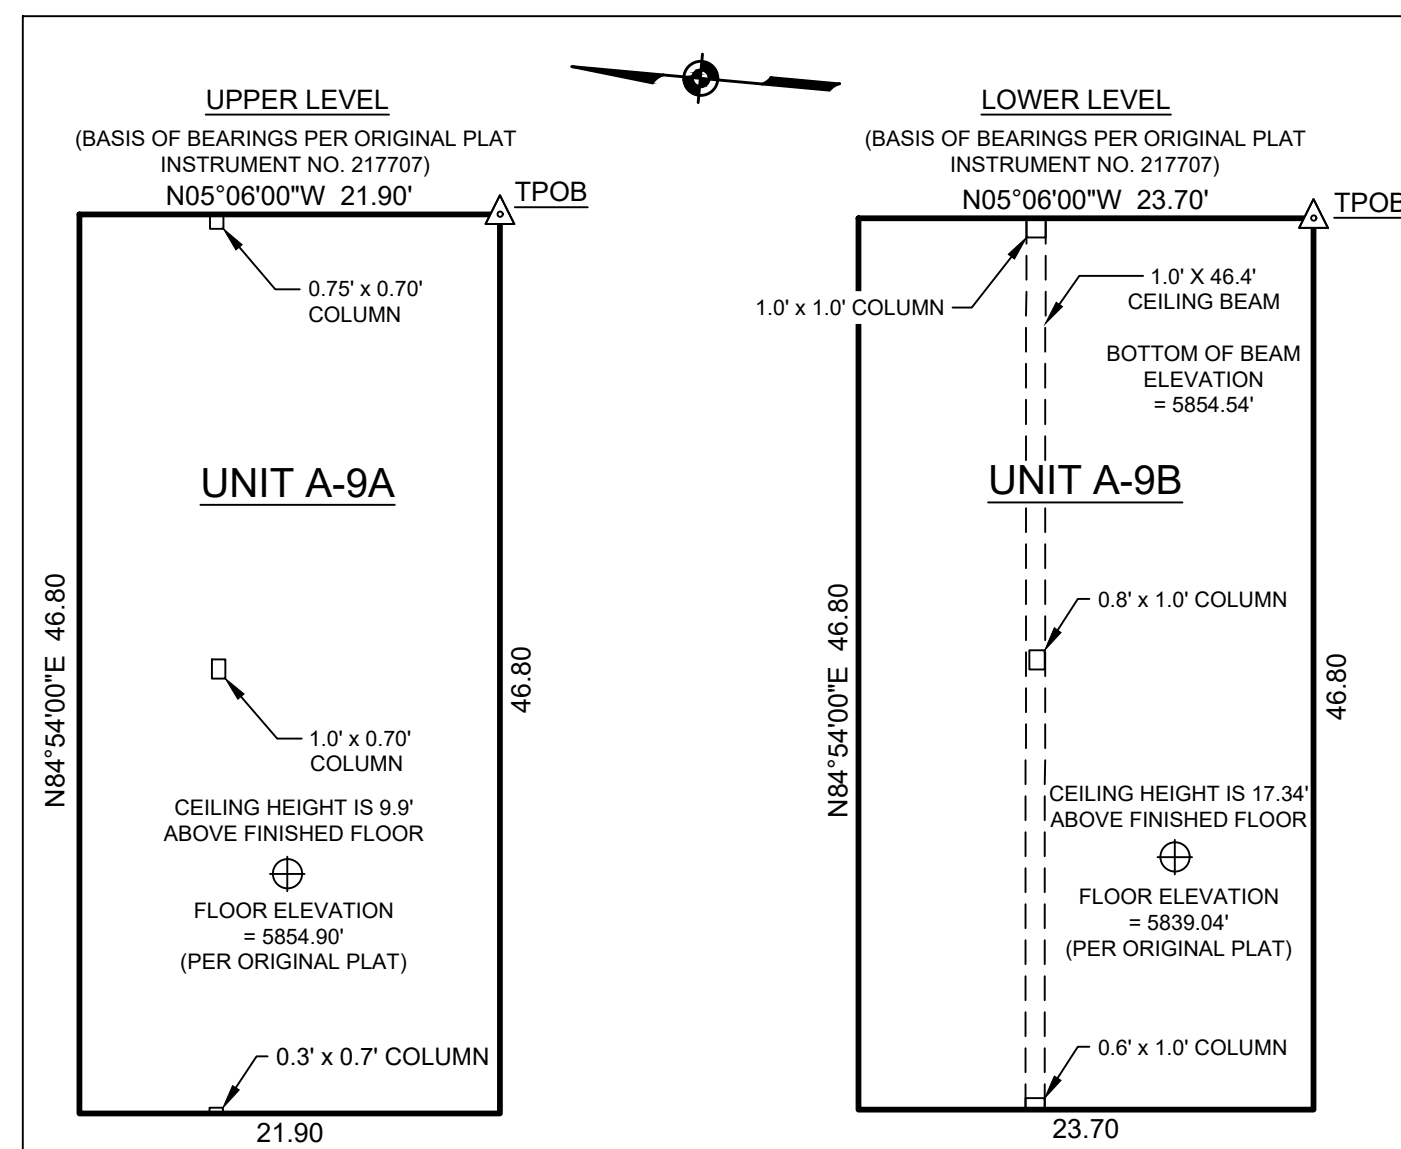 UPPER LEVEL
(BASIS OF BEARINGS PER ORIGINAL PLAT
INSTRUMENT NO. 217707)
N05°06'00"W 21.90'
TPOB
0.75' x 0.70'
COLUMN
UNIT A-9A
N84°54'00"E 46.80
46.80
1.0' x 0.70'
COLUMN
CEILING HEIGHT IS 9.9'
ABOVE FINISHED FLOOR
FLOOR ELEVATION
= 5854.90'
(PER ORIGINAL PLAT)
0.3' x 0.7' COLUMN
21.90
LOWER LEVEL
(BASIS OF BEARINGS PER ORIGINAL PLAT
INSTRUMENT NO. 217707)
N05°06'00"W 23.70'
TPOB
1.0' x 1.0' COLUMN
1.0' X 46.4'
CEILING BEAM
BOTTOM OF BEAM
ELEVATION
= 5854.54'
UNIT A-9B
N84°54'00"E 46.80
0.8' x 1.0' COLUMN
46.80
CEILING HEIGHT IS 17.34'
ABOVE FINISHED FLOOR
FLOOR ELEVATION
= 5839.04'
(PER ORIGINAL PLAT)
0.6' x 1.0' COLUMN
23.70